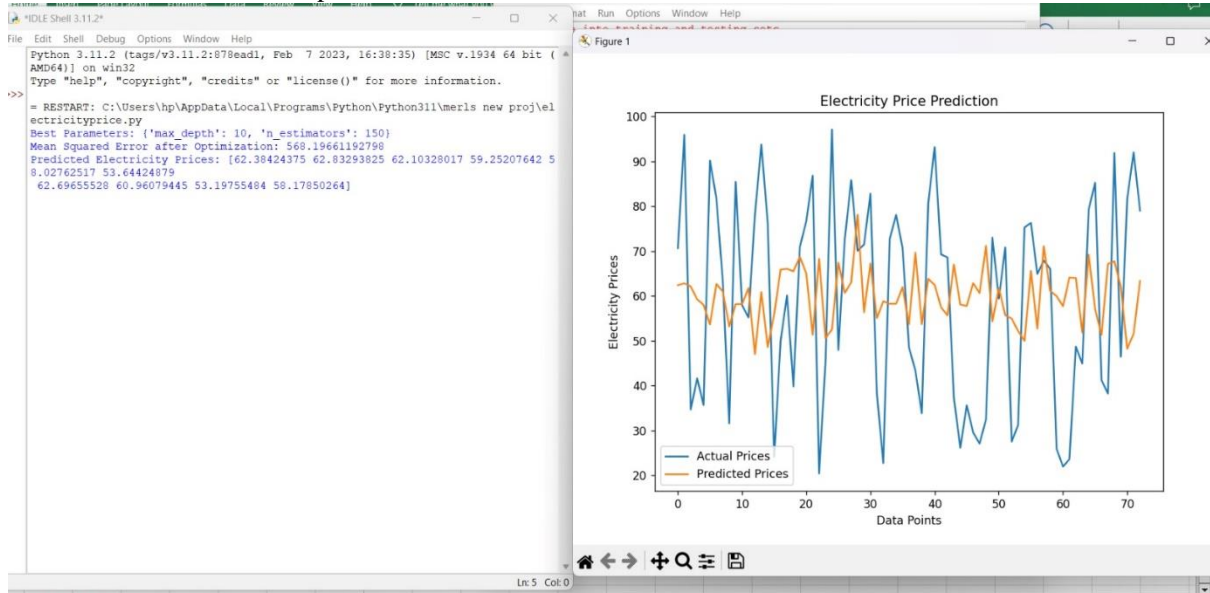 *IDLE Shell 3.11.2*
File Edit Shell Debug Options Window Help
Python 3.11.2 (tags/v3.11.2:878ead1, Feb 7 2023, 16:38:35) [MSC v.1934 64 bit (
AMD64)] on win32
Type "help", "copyright", "credits" or "license()" for more information.
>>>
= RESTART: C:\Users\hp\AppData\Local\Programs\Python\Python311\merls new proj\el
ectricityprice.py
Best Parameters: {'max_depth': 10, 'n_estimators': 150}
Mean Squared Error after Optimization: 568.19661192798
Predicted Electricity Prices: [62.38424375 62.83293825 62.10328017 59.25207642 5
8.02762517 53.64424879
62.69655528 60.96079445 53.19755484 58.17850264]
Ln: 5 Col: 0
mat Run Options Window Help
into training and testing sets
Figure 1
Electricity Price Prediction
100
90
80
70
60
50
40
30
20
Electricity Prices
Actual Prices
Predicted Prices
0 10 20 30 40 50 60 70
Data Points